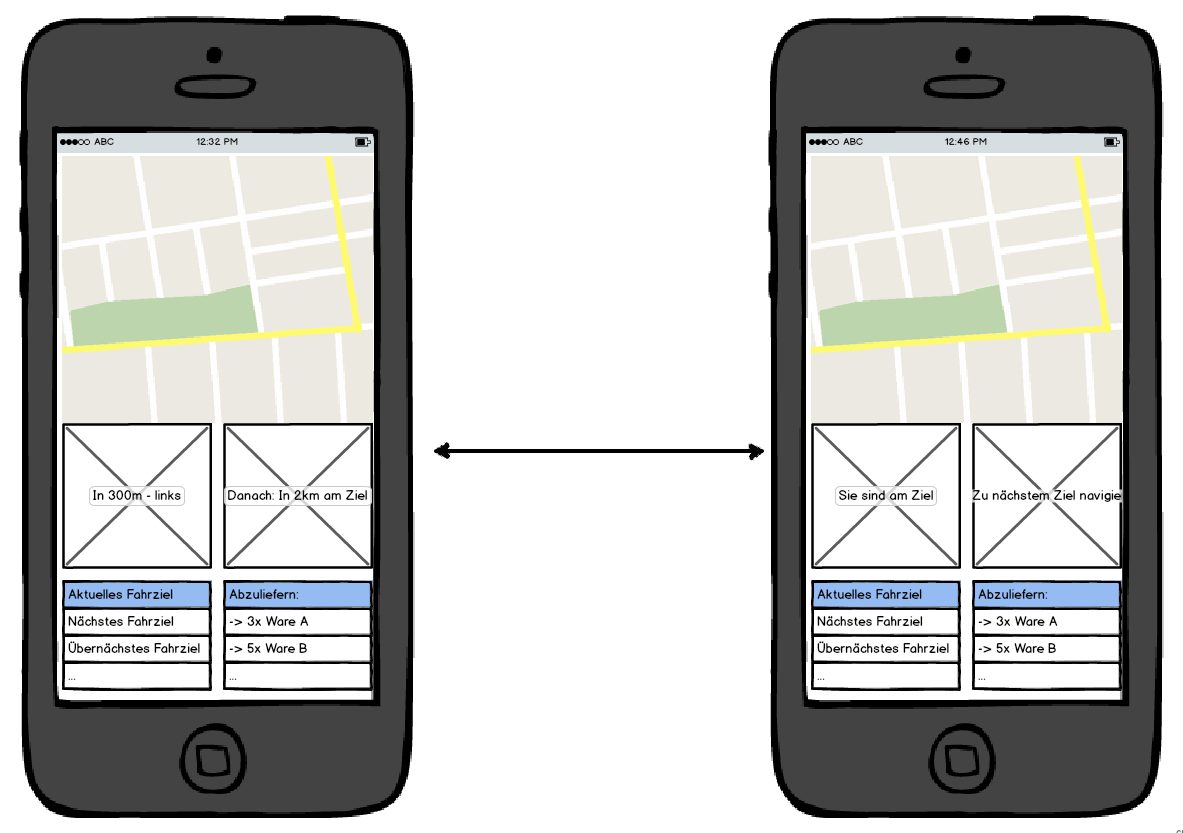 ABC 12:32 PM
In 300m - links
Danach: In 2km am Ziel
Aktuelles Fahrziel
Nächstes Fahrziel
Übernächstes Fahrziel
...
Abzuliefern:
-> 3x Ware A
-> 5x Ware B
...
ABC 12:46 PM
Sie sind am Ziel
Zu nächstem Ziel navigie
Aktuelles Fahrziel
Nächstes Fahrziel
Übernächstes Fahrziel
...
Abzuliefern:
-> 3x Ware A
-> 5x Ware B
...